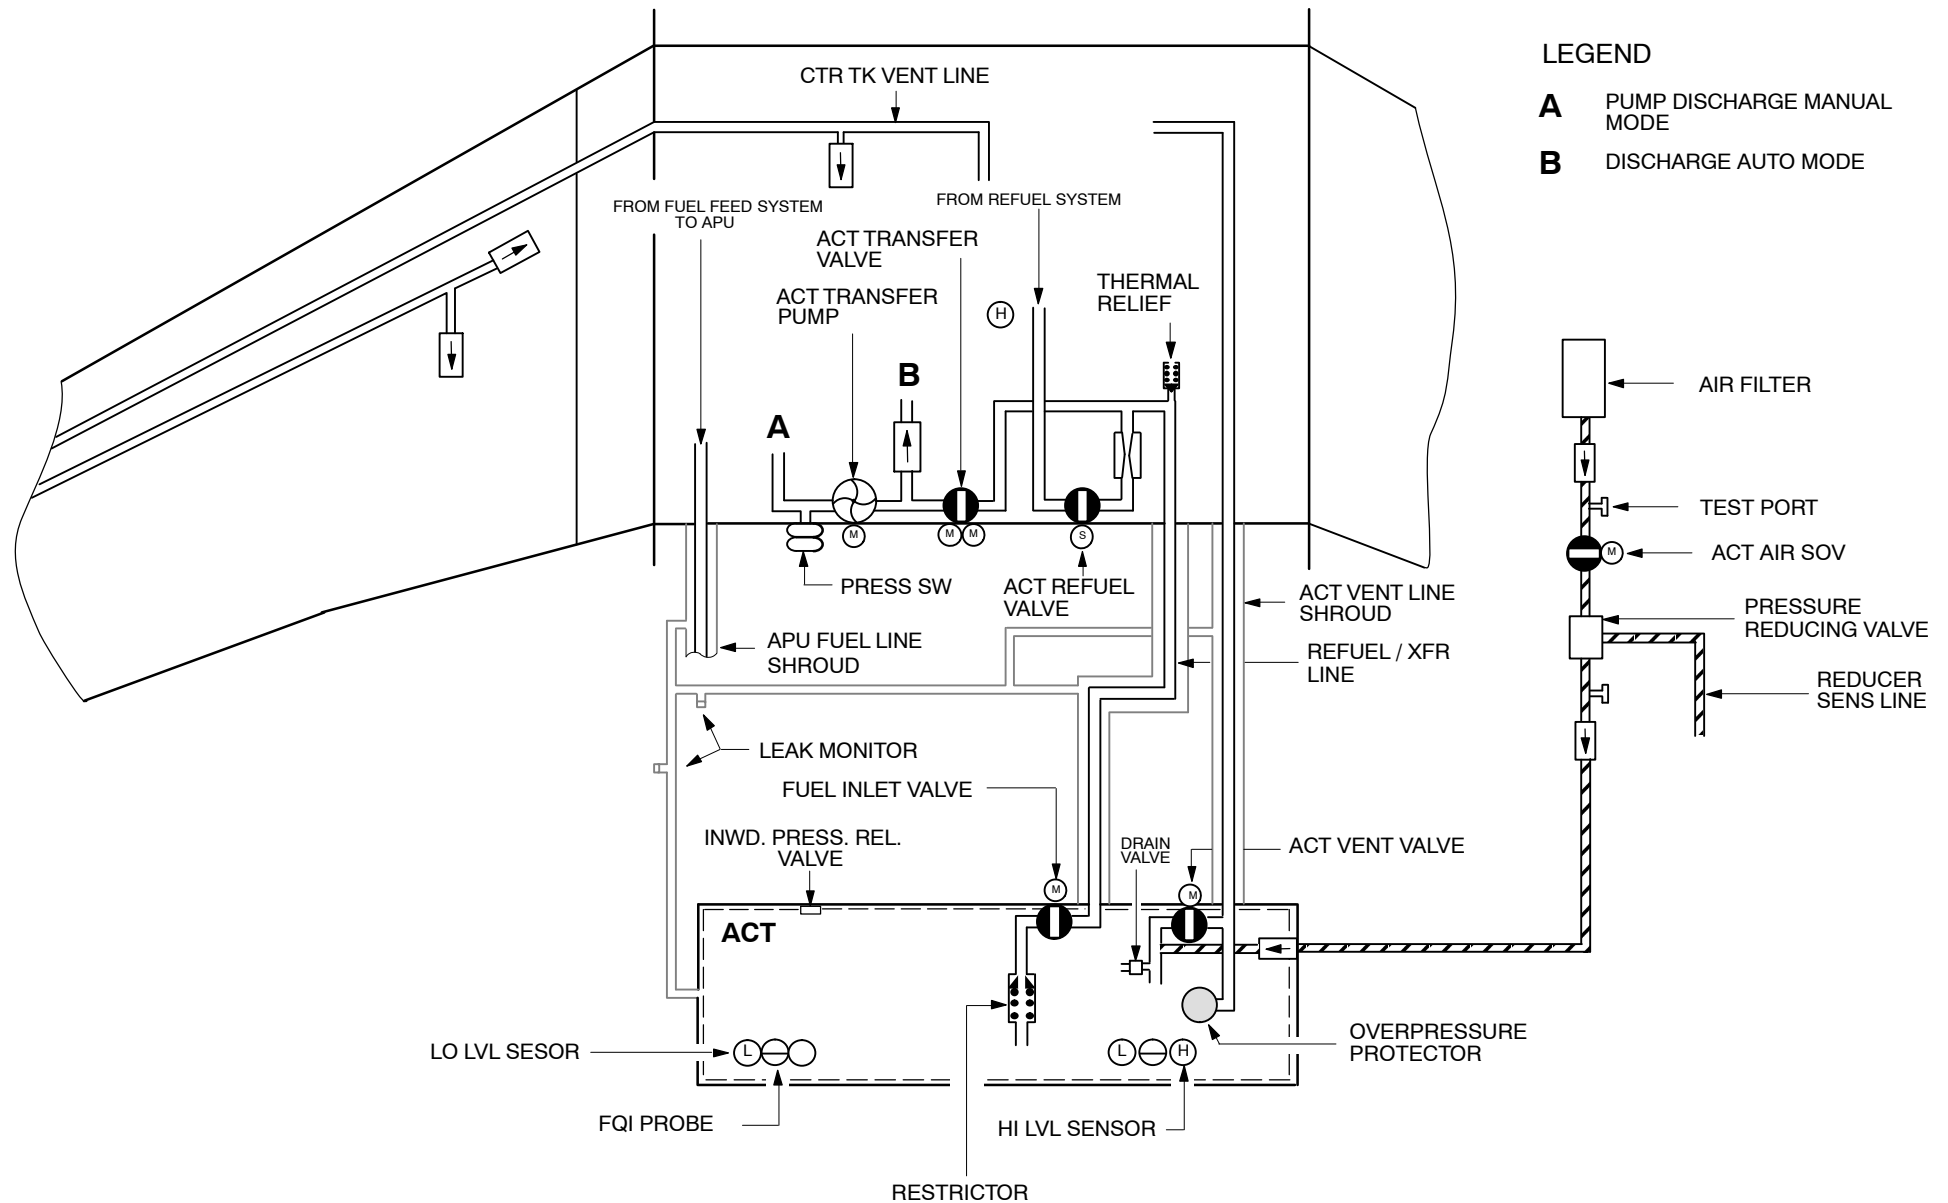 LEGEND
CTR TK VENT LINE
A
PUMP DISCHARGE MANUAL
MODE
B
DISCHARGE AUTO MODE
FROM FUEL FEED SYSTEM
TO APU
FROM REFUEL SYSTEM
ACT TRANSFER
VALVE
ACT TRANSFER
PUMP
THERMAL
RELIEF
H
B
A
AIR FILTER
TEST PORT
M
M
M
S
M
ACT AIR SOV
PRESS SW
ACT REFUEL
VALVE
ACT VENT LINE
SHROUD
PRESSURE
REDUCING VALVE
APU FUEL LINE
SHROUD
REFUEL / XFR
LINE
REDUCER
SENS LINE
LEAK MONITOR
FUEL INLET VALVE
INWD. PRESS. REL.
VALVE
DRAIN
VALVE
ACT VENT VALVE
M
M
ACT
OVERPRESSURE
PROTECTOR
LO LVL SESOR
L
L
H
FQI PROBE
HI LVL SENSOR
RESTRICTOR